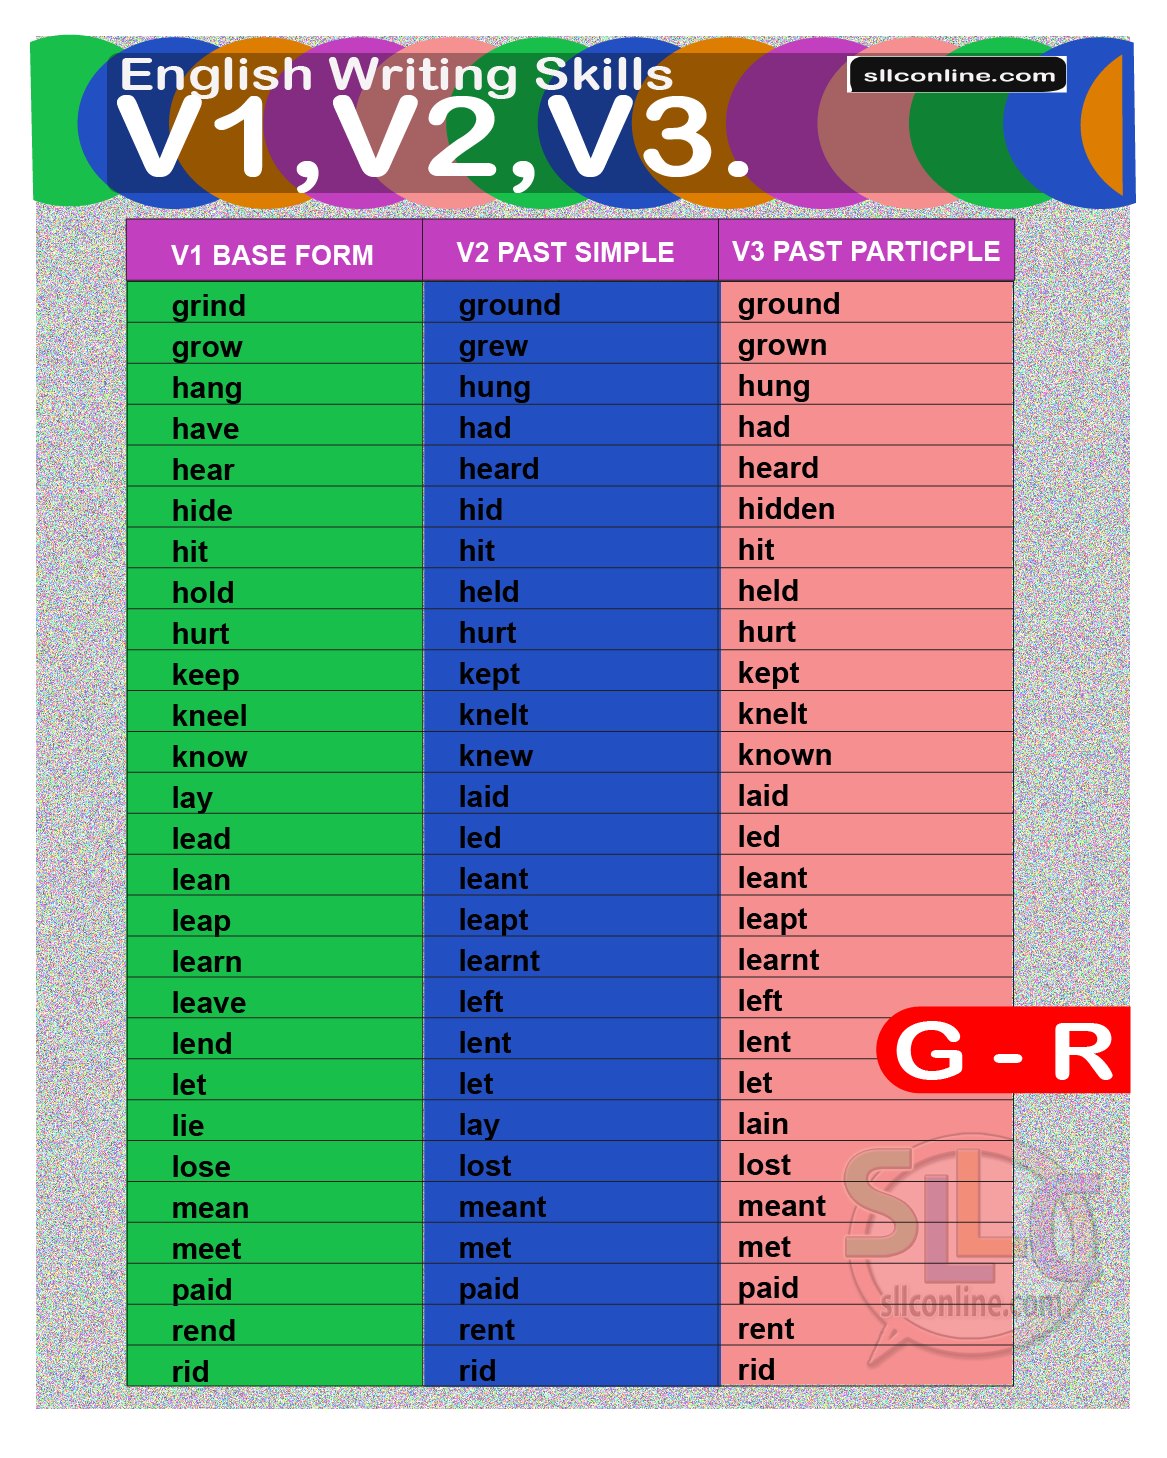 English Writing Skills
sllconline.com
V1,V2,V3.
V1 BASE FORM V2 PAST SIMPLE V3 PAST PARTICPLE
grind ground ground
grow grew grown
hang hung hung
have had had
hear heard heard
hide hid hidden
hit hit hit
hold held held
hurt hurt hurt
keep kept kept
kneel knelt knelt
know knew known
lay laid laid
lead led led
lean leant leant
leap leapt leapt
learn learnt learnt
leave left left
lend lent lent
G - R
let let let
lie lay lain
lose lost lost
mean meant meant
meet met met
paid paid paid
rend rent rent
rid rid rid
SLLC
sllconline.com